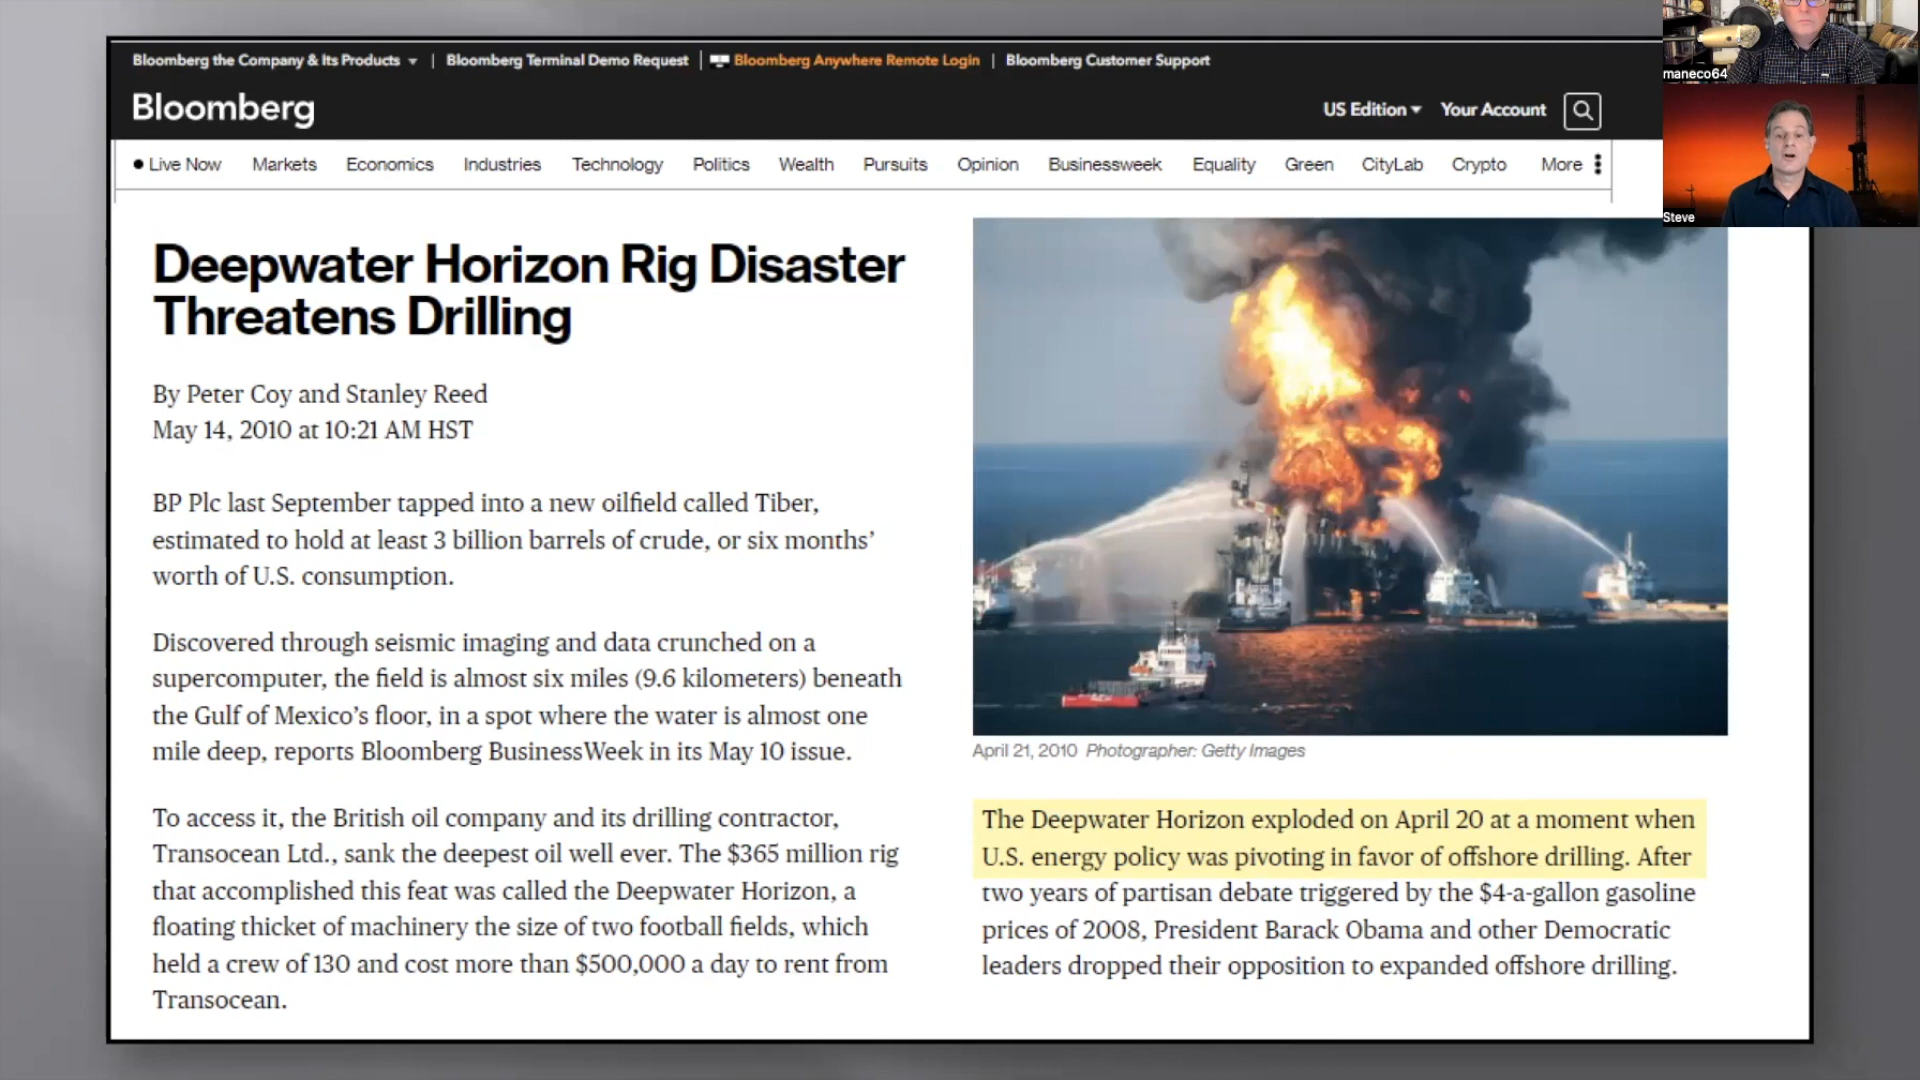 Bloomberg the Company & Its Products ▾ | Bloomberg Terminal Demo Request | Bloomberg Anywhere Remote Login | Bloomberg Customer Support
maneco64
Bloomberg
US Edition ▾ Your Account
● Live Now Markets Economics Industries Technology Politics Wealth Pursuits Opinion Businessweek Equality Green CityLab Crypto More
Steve
Deepwater Horizon Rig Disaster
Threatens Drilling
By Peter Coy and Stanley Reed
May 14, 2010 at 10:21 AM HST
BP Plc last September tapped into a new oilfield called Tiber,
estimated to hold at least 3 billion barrels of crude, or six months’
worth of U.S. consumption.
Discovered through seismic imaging and data crunched on a
supercomputer, the field is almost six miles (9.6 kilometers) beneath
the Gulf of Mexico’s floor, in a spot where the water is almost one
mile deep, reports Bloomberg BusinessWeek in its May 10 issue.
To access it, the British oil company and its drilling contractor,
Transocean Ltd., sank the deepest oil well ever. The $365 million rig
that accomplished this feat was called the Deepwater Horizon, a
floating thicket of machinery the size of two football fields, which
held a crew of 130 and cost more than $500,000 a day to rent from
Transocean.
April 21, 2010 Photographer: Getty Images
The Deepwater Horizon exploded on April 20 at a moment when
U.S. energy policy was pivoting in favor of offshore drilling. After
two years of partisan debate triggered by the $4-a-gallon gasoline
prices of 2008, President Barack Obama and other Democratic
leaders dropped their opposition to expanded offshore drilling.